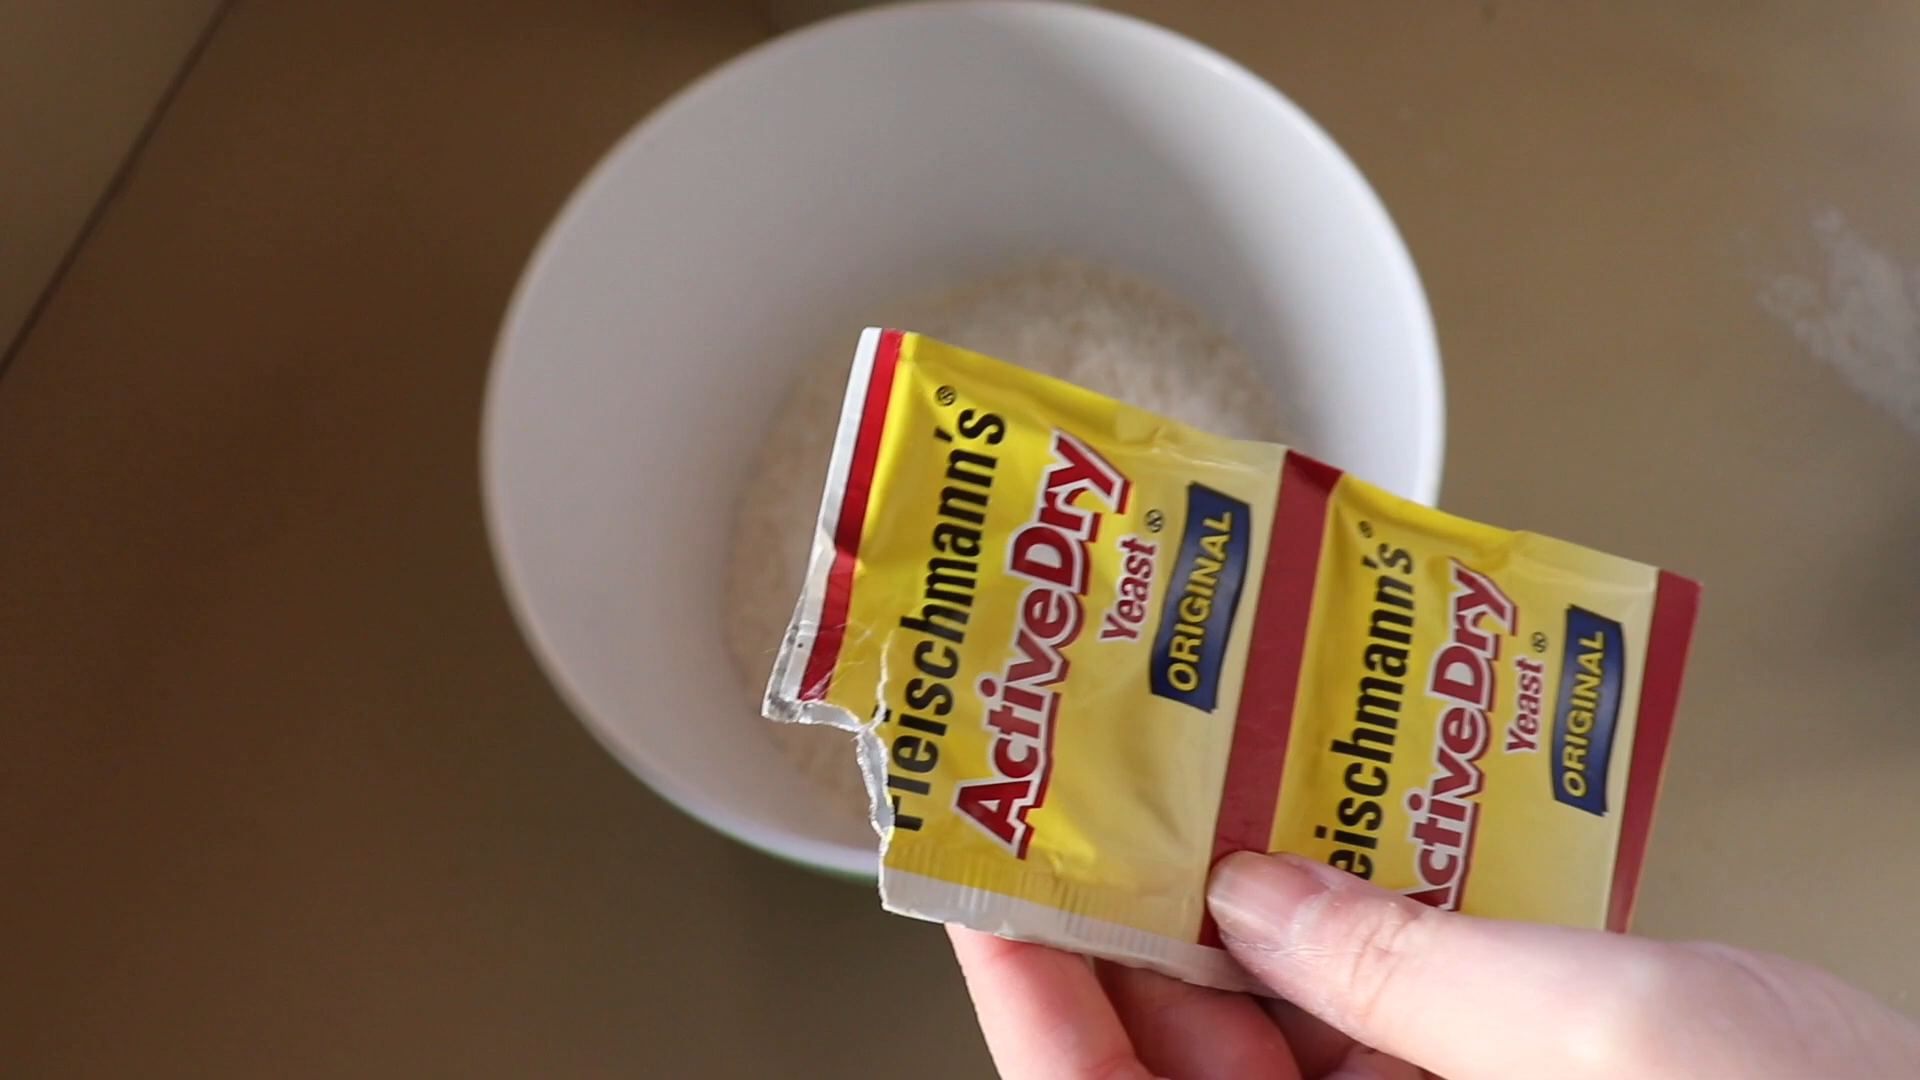 Fleischmann's®
ActiveDry
Yeast®
ORIGINAL
eischmann's®
ActiveDry
Yeast®
ORIGINAL